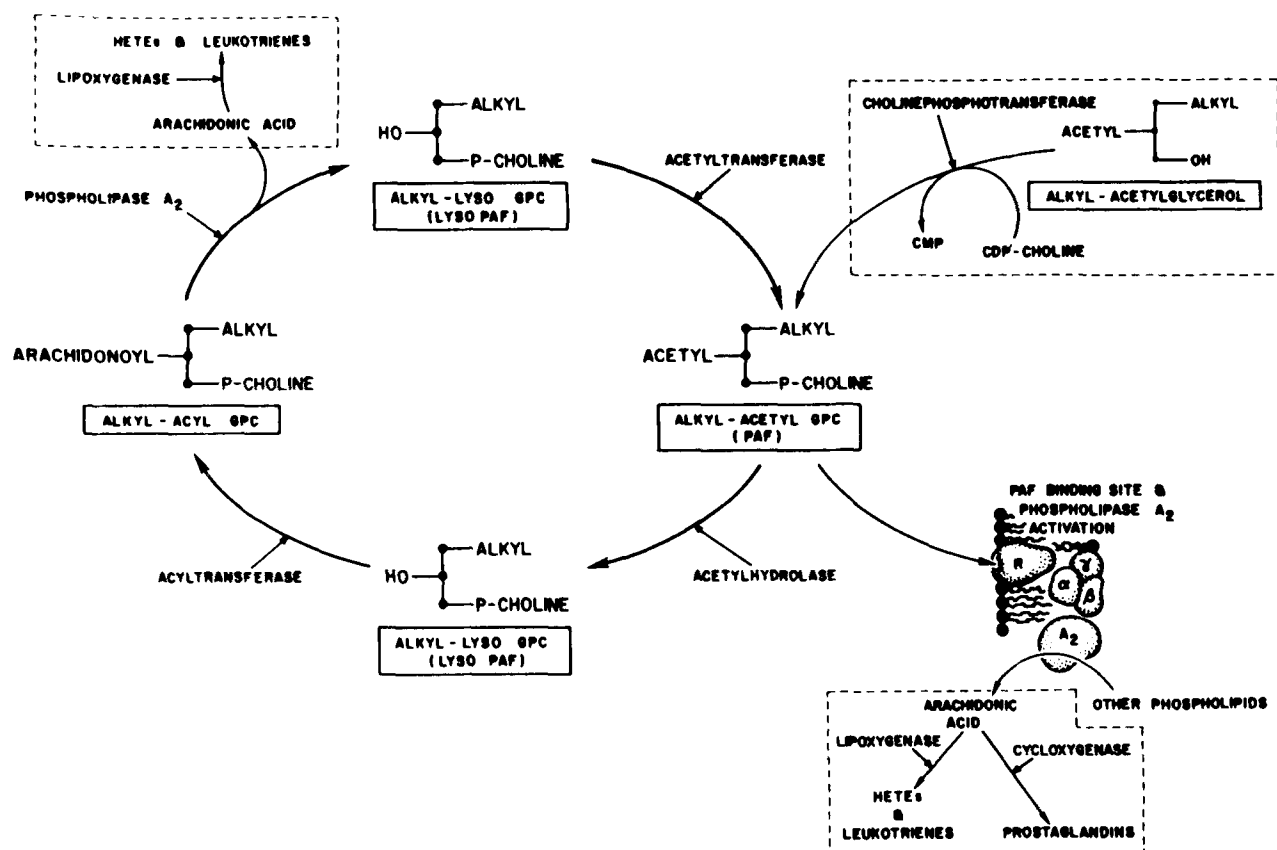 HETEs & LEUKOTRIENES
LIPOXYGENASE
ARACHIDONIC ACID
PHOSPHOLIPASE A2
ALKYL
HO
P-CHOLINE
ALKYL-LYSO GPC
(LYSO PAF)
ACETYLTRANSFERASE
CHOLINEPHOSPHOTRANSFERASE
ALKYL
ACETYL
OH
ALKYL-ACETYLGLYCEROL
CMP
CDP-CHOLINE
ALKYL
ARACHIDONOYL
P-CHOLINE
ALKYL-ACYL GPC
ALKYL
ACETYL
P-CHOLINE
ALKYL-ACETYL GPC
(PAF)
ACYLTRANSFERASE
ALKYL
HO
P-CHOLINE
ALKYL-LYSO GPC
(LYSO PAF)
ACETYLHYDROLASE
PAF BINDING SITE &
PHOSPHOLIPASE A2
ACTIVATION
R
γ
α
β
A2
OTHER PHOSPHOLIPIDS
ARACHIDONIC
ACID
LIPOXYGENASE
CYCLOXYGENASE
HETEs
&
LEUKOTRIENES
PROSTAGLANDINS